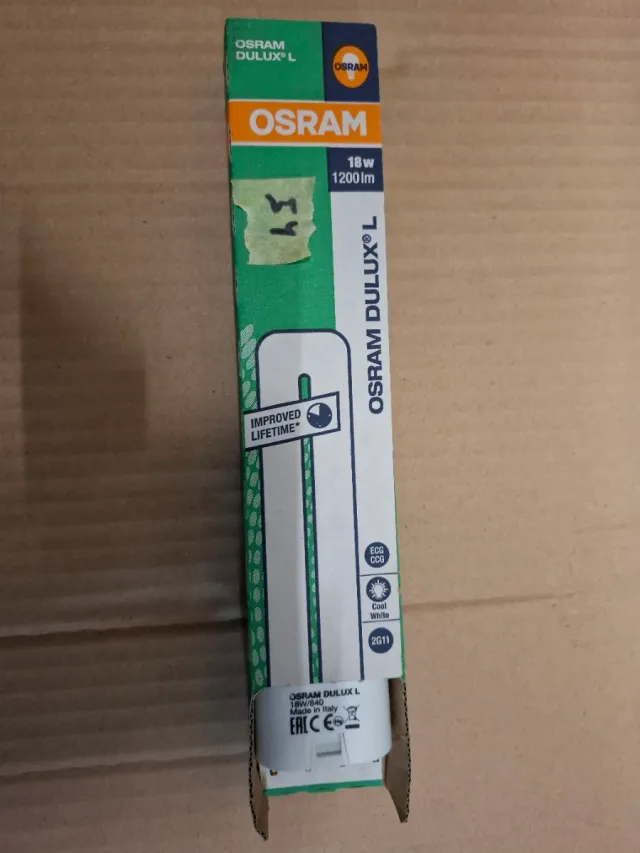 OSRAM
DULUX® L
OSRAM
OSRAM
18w
1200lm
OSRAM DULUX® L
IMPROVED
LIFETIME*
ECG
CCG
Cool
White
2G11
OSRAM DULUX L
18W/840
Made in Italy
EAC CE